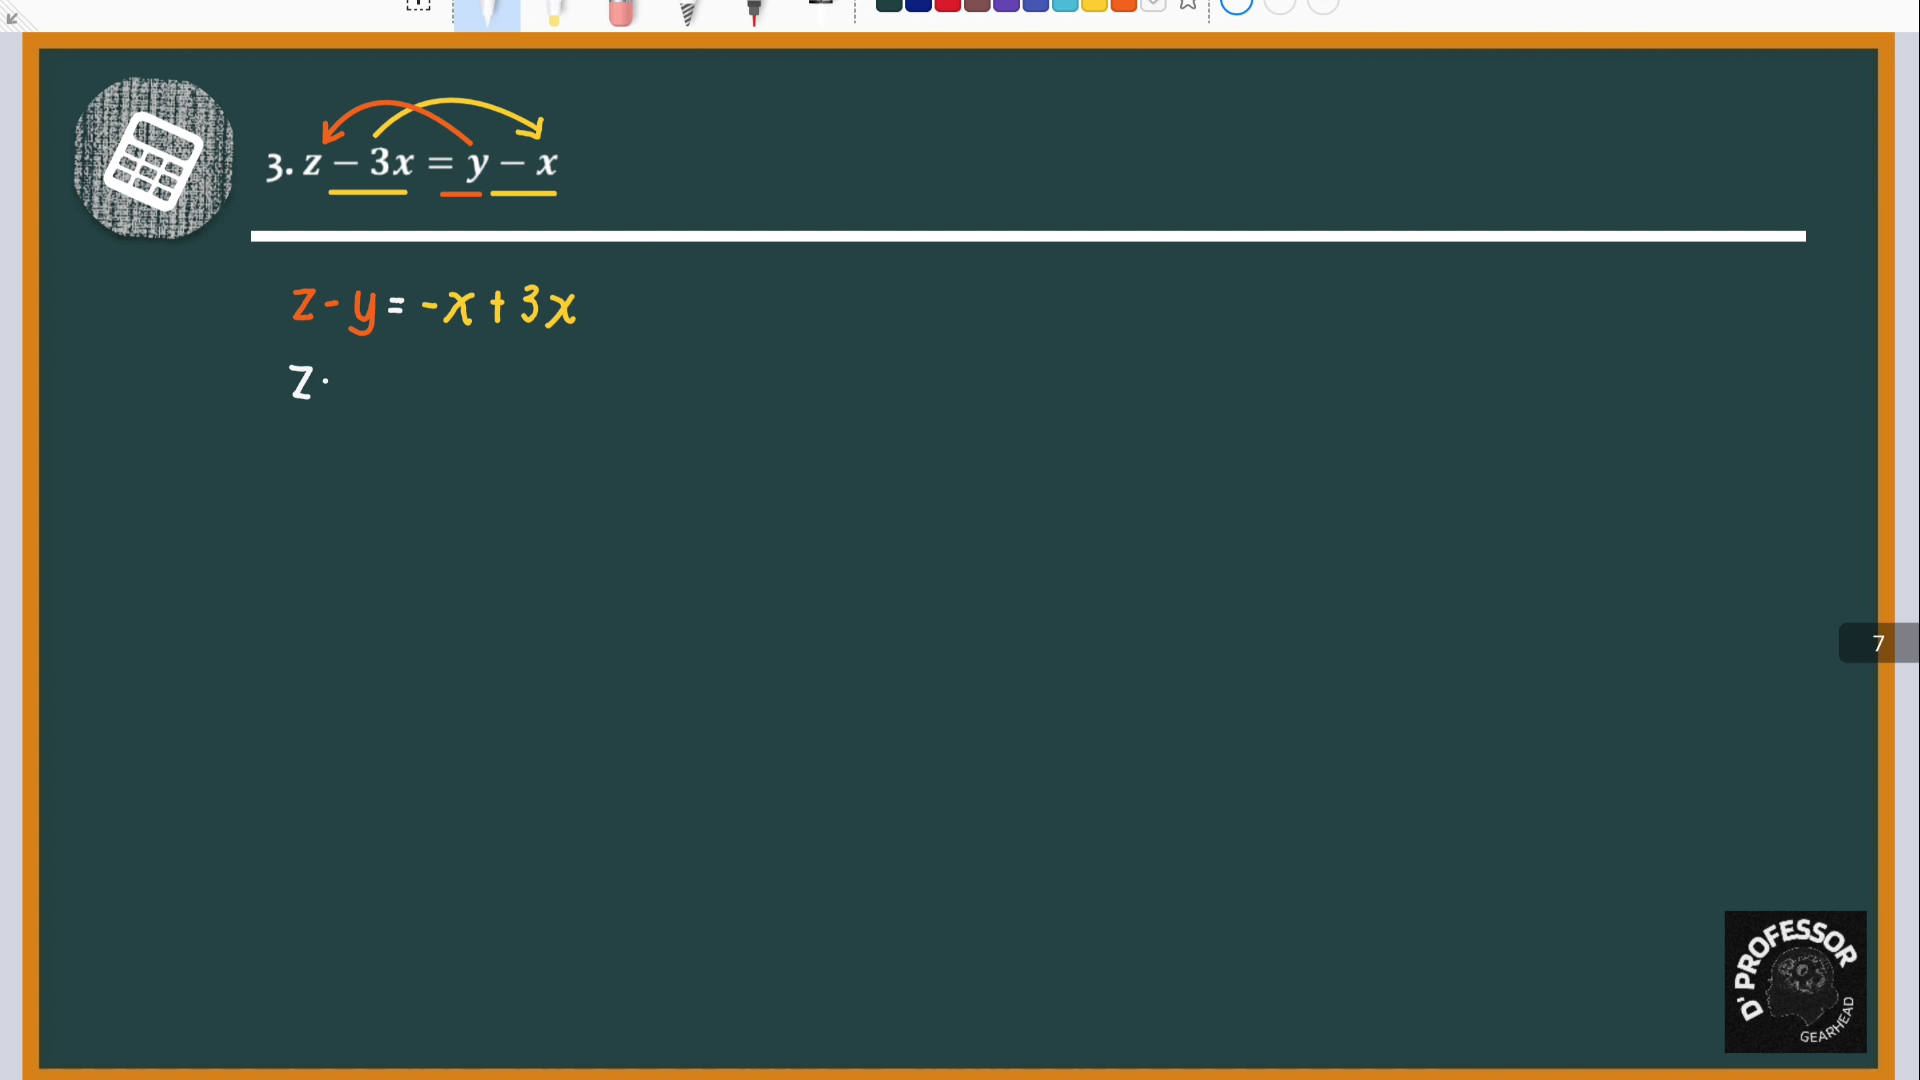 3. z − 3x = y − x
z - y = -x + 3x
z ·
7
D' PROFESSOR
GEARHEAD